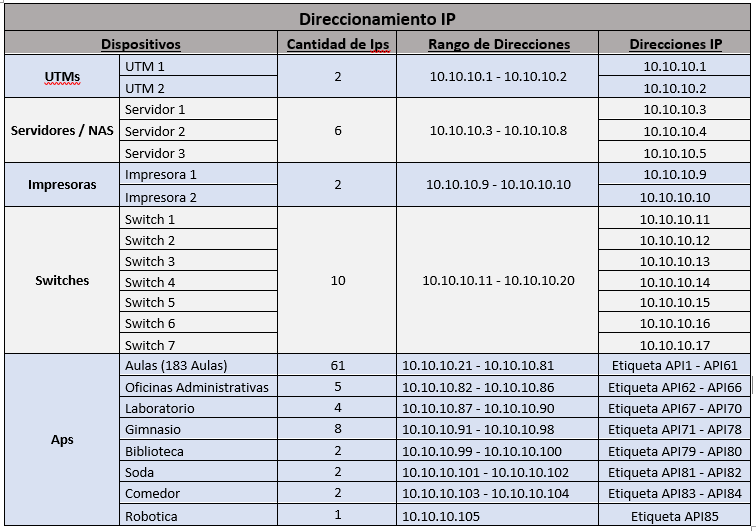 Direccionamiento IP
Dispositivos Cantidad de Ips Rango de Direcciones Direcciones IP
UTMs UTM 1 2 10.10.10.1 - 10.10.10.2 10.10.10.1
UTM 2 10.10.10.2
Servidores / NAS Servidor 1 6 10.10.10.3 - 10.10.10.8 10.10.10.3
Servidor 2 10.10.10.4
Servidor 3 10.10.10.5
Impresoras Impresora 1 2 10.10.10.9 - 10.10.10.10 10.10.10.9
Impresora 2 10.10.10.10
Switches Switch 1 10 10.10.10.11 - 10.10.10.20 10.10.10.11
Switch 2 10.10.10.12
Switch 3 10.10.10.13
Switch 4 10.10.10.14
Switch 5 10.10.10.15
Switch 6 10.10.10.16
Switch 7 10.10.10.17
Aps Aulas (183 Aulas) 61 10.10.10.21 - 10.10.10.81 Etiqueta API1 - API61
Oficinas Administrativas 5 10.10.10.82 - 10.10.10.86 Etiqueta API62 - API66
Laboratorio 4 10.10.10.87 - 10.10.10.90 Etiqueta API67 - API70
Gimnasio 8 10.10.10.91 - 10.10.10.98 Etiqueta API71 - API78
Biblioteca 2 10.10.10.99 - 10.10.10.100 Etiqueta API79 - API80
Soda 2 10.10.10.101 - 10.10.10.102 Etiqueta API81 - API82
Comedor 2 10.10.10.103 - 10.10.10.104 Etiqueta API83 - API84
Robotica 1 10.10.10.105 Etiqueta API85